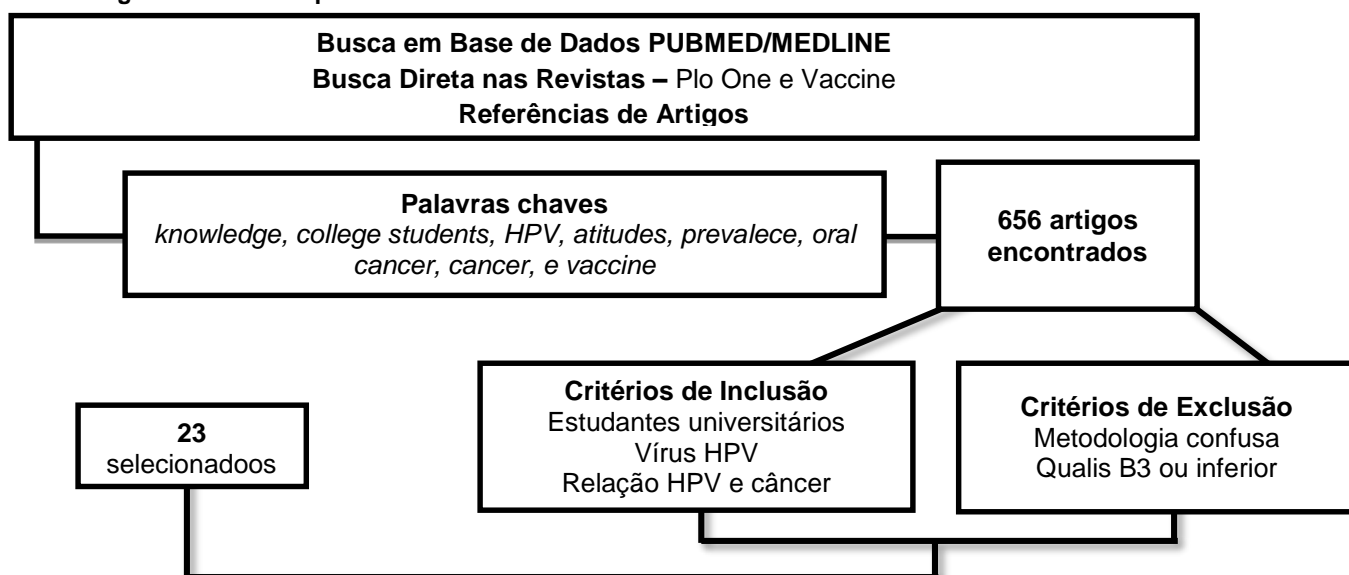 Busca em Base de Dados PUBMED/MEDLINE
Busca Direta nas Revistas – Plo One e Vaccine
Referências de Artigos
Palavras chaves
knowledge, college students, HPV, atitudes, prevalece, oral
cancer, cancer, e vaccine
656 artigos
encontrados
Critérios de Inclusão
Estudantes universitários
Vírus HPV
Relação HPV e câncer
Critérios de Exclusão
Metodologia confusa
Qualis B3 ou inferior
23
selecionadoos